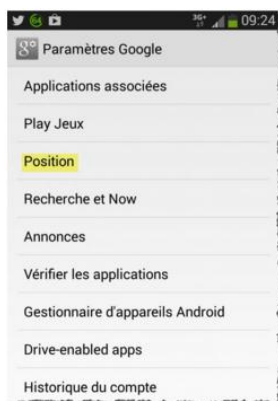 3G+ 09:24
Paramètres Google
Applications associées
Play Jeux
Position
Recherche et Now
Annonces
Vérifier les applications
Gestionnaire d'appareils Android
Drive-enabled apps
Historique du compte